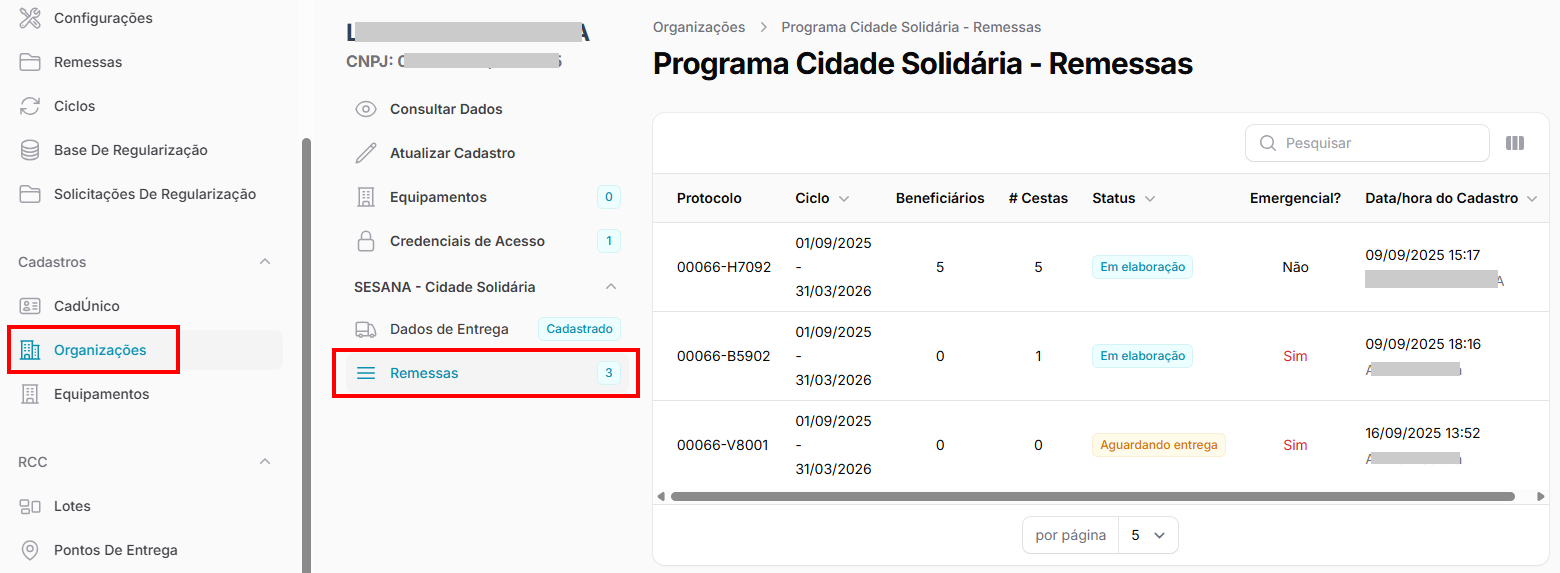 Configurações
Remessas
Ciclos
Base De Regularização
Solicitações De Regularização
Cadastros
CadÚnico
Organizações
Equipamentos
RCC
Lotes
Pontos De Entrega
CNPJ:
Consultar Dados
Atualizar Cadastro
Equipamentos 0
Credenciais de Acesso 1
SESANA - Cidade Solidária
Dados de Entrega Cadastrado
Remessas 3
Organizações Programa Cidade Solidária - Remessas
Programa Cidade Solidária - Remessas
Pesquisar
Protocolo Ciclo Beneficiários # Cestas Status Emergencial? Data/hora do Cadastro
00066-H7092 01/09/2025 - 31/03/2026 5 5 Em elaboração Não 09/09/2025 15:17
00066-B5902 01/09/2025 - 31/03/2026 0 1 Em elaboração Sim 09/09/2025 18:16
00066-V8001 01/09/2025 - 31/03/2026 0 0 Aguardando entrega Sim 16/09/2025 13:52
por página 5